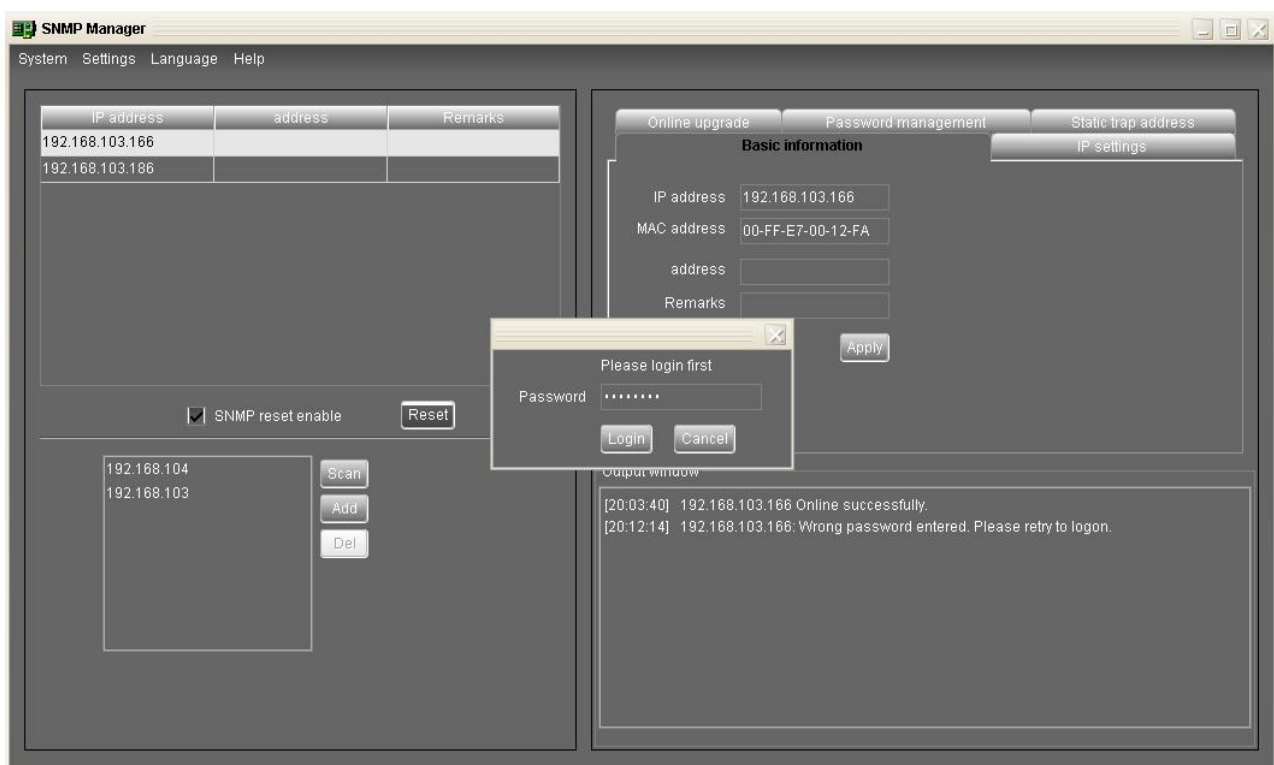 SNMP Manager
System Settings Language Help
IP address address Remarks
192.168.103.166
192.168.103.186
SNMP reset enable Reset
192.168.104
192.168.103
Scan
Add
Del
Online upgrade Password management Static trap address
Basic information IP settings
IP address 192.168.103.166
MAC address 00-FF-E7-00-12-FA
address
Remarks
Apply
Please login first
Password ••••••••
Login Cancel
Output window
[20:03:40] 192.168.103.166 Online successfully.
[20:12:14] 192.168.103.166: Wrong password entered. Please retry to logon.